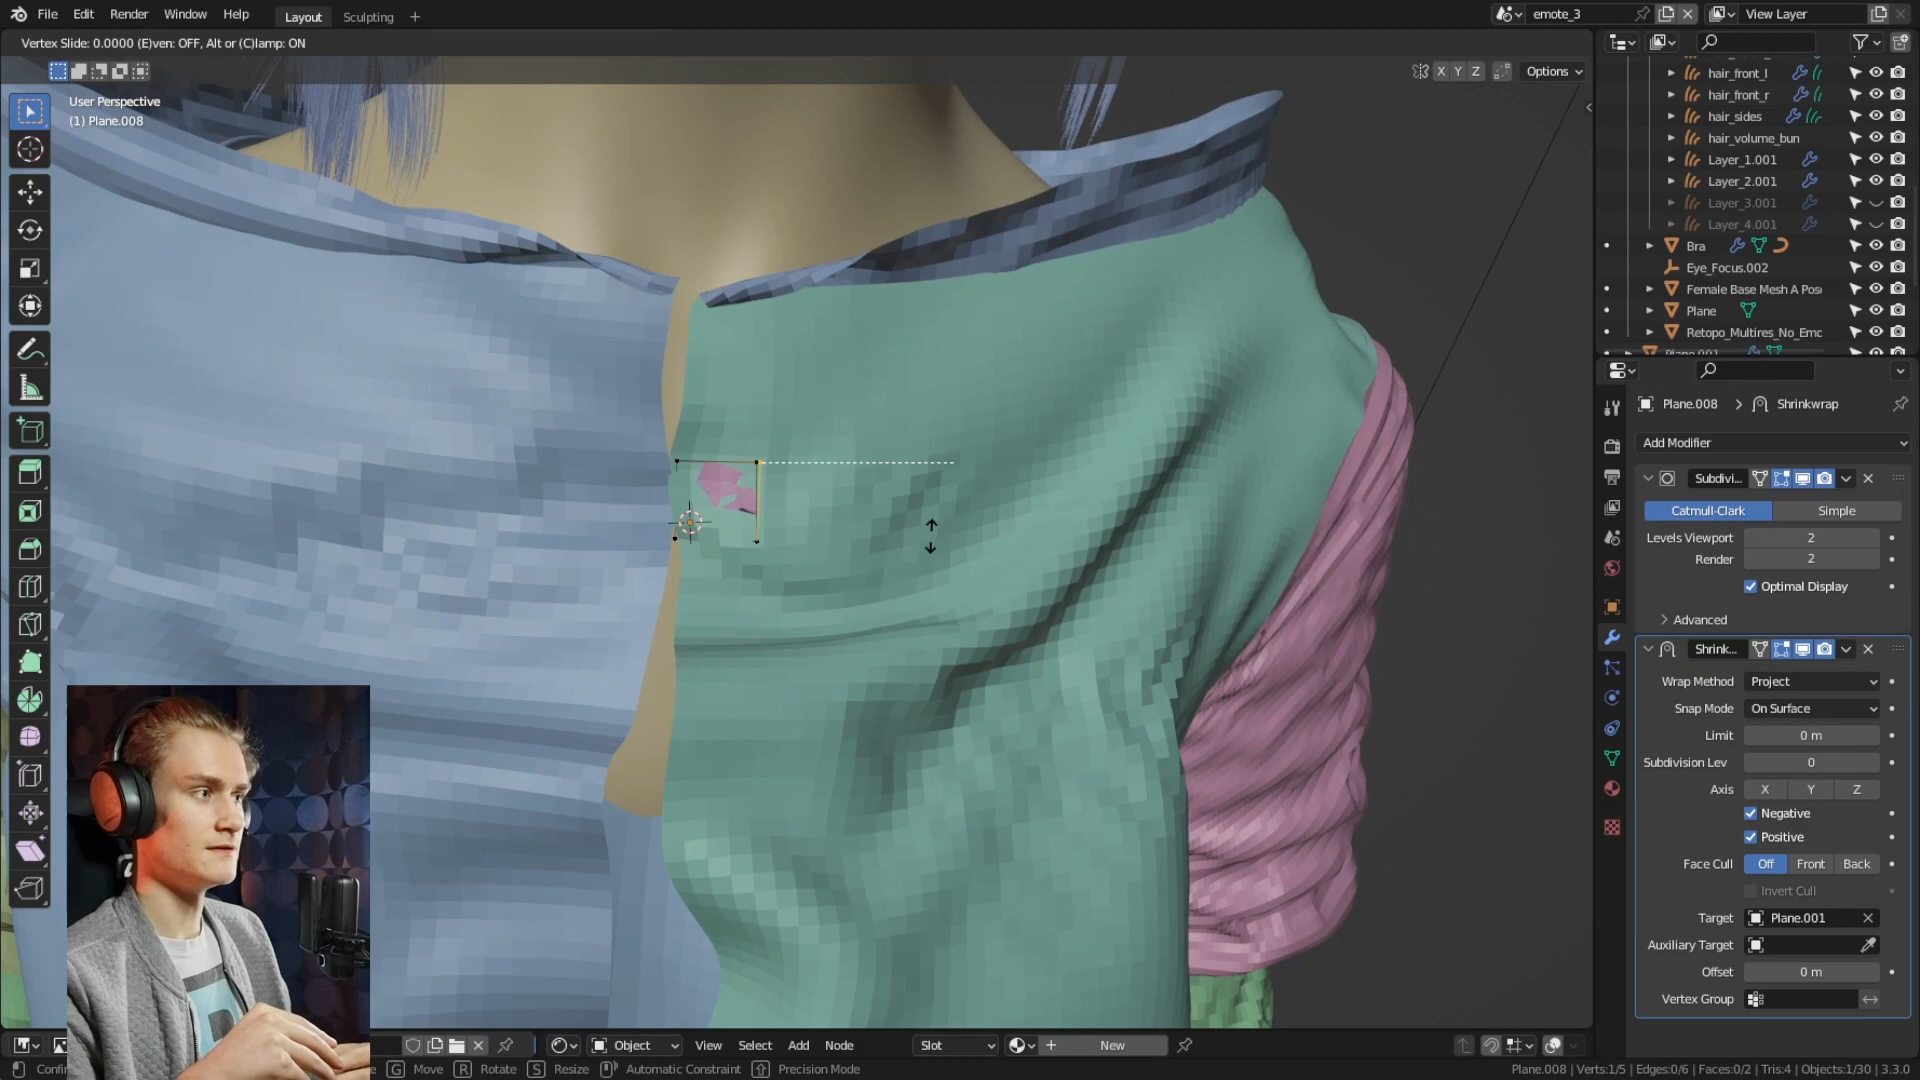 File Edit Render Window Help
Layout Sculpting +
emote_3
View Layer
Vertex Slide: 0.0000 (E)ven: OFF, Alt or (C)lamp: ON
X Y Z
Options
User Perspective
(1) Plane.008
hair_front_l
hair_front_r
hair_sides
hair_volume_bun
Layer_1.001
Layer_2.001
Layer_3.001
Layer_4.001
Bra
Eye_Focus.002
Female Base Mesh A Pos
Plane
Retopo_Multires_No_Emc
Plane.001
Plane.008 > Shrinkwrap
Add Modifier
Subdivi...
Catmull-Clark Simple
Levels Viewport 2
Render 2
Optimal Display
Advanced
Shrink...
Wrap Method Project
Snap Mode On Surface
Limit 0 m
Subdivision Lev 0
Axis X Y Z
Negative
Positive
Face Cull Off Front Back
Invert Cull
Target Plane.001
Auxiliary Target
Offset 0 m
Vertex Group
Object View Select Add Node Slot New
Confir G Move R Rotate S Resize Automatic Constraint Precision Mode
Plane.008 | Verts:1/5 | Edges:0/6 | Faces:0/2 | Tris:4 | Objects:1/30 | 3.3.0